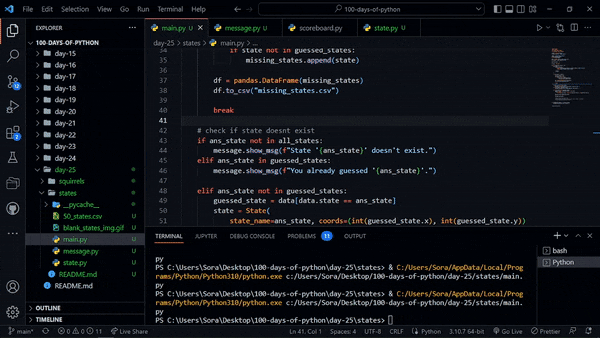 File Edit Selection View Go Run Terminal Help
100-days-of-python
EXPLORER
100-DAYS-OF-PYTHON
day-15
day-16
day-17
day-18
day-19
day-20
day-21
day-22
day-23
day-24
day-25
squirrels
states
__pycache__
50_states.csv U
blank_states_img.gif U
main.py U
message.py U
state.py U
README.md U
README.md
OUTLINE
TIMELINE
main.py U
message.py U
scoreboard.py
state.py U
day-25 > states > main.py > ...
34 if state not in guessed_states:
35 missing_states.append(state)
36
37 df = pandas.DataFrame(missing_states)
38 df.to_csv("missing_states.csv")
39
40 break
41
42 # check if state doesnt exist
43 if ans_state not in all_states:
44 message.show_msg(f"State '{ans_state}' doesn't exist.")
45 elif ans_state in guessed_states:
46 message.show_msg(f"You already guessed '{ans_state}'.")
47
48 elif ans_state not in guessed_states:
49 guessed_state = data[data.state == ans_state]
50 state = State(
51 state_name=ans_state, coords=(int(guessed_state.x), int(guessed_state.y))
TERMINAL JUPYTER DEBUG CONSOLE PROBLEMS 11 OUTPUT
bash
Python
py
PS C:\Users\Sora\Desktop\100-days-of-python\day-25\states> & C:/Users/Sora/AppData/Local/Prog
rams/Python/Python310/python.exe c:/Users/Sora/Desktop/100-days-of-python/day-25/states/main.
py
PS C:\Users\Sora\Desktop\100-days-of-python\day-25\states> & C:/Users/Sora/AppData/Local/Prog
rams/Python/Python310/python.exe c:/Users/Sora/Desktop/100-days-of-python/day-25/states/main.
py
PS C:\Users\Sora\Desktop\100-days-of-python\day-25\states>
main* 0 0 11 Live Share Ln 41, Col 1 Spaces: 4 UTF-8 CRLF Python 3.10.7 64-bit Go Live Prettier